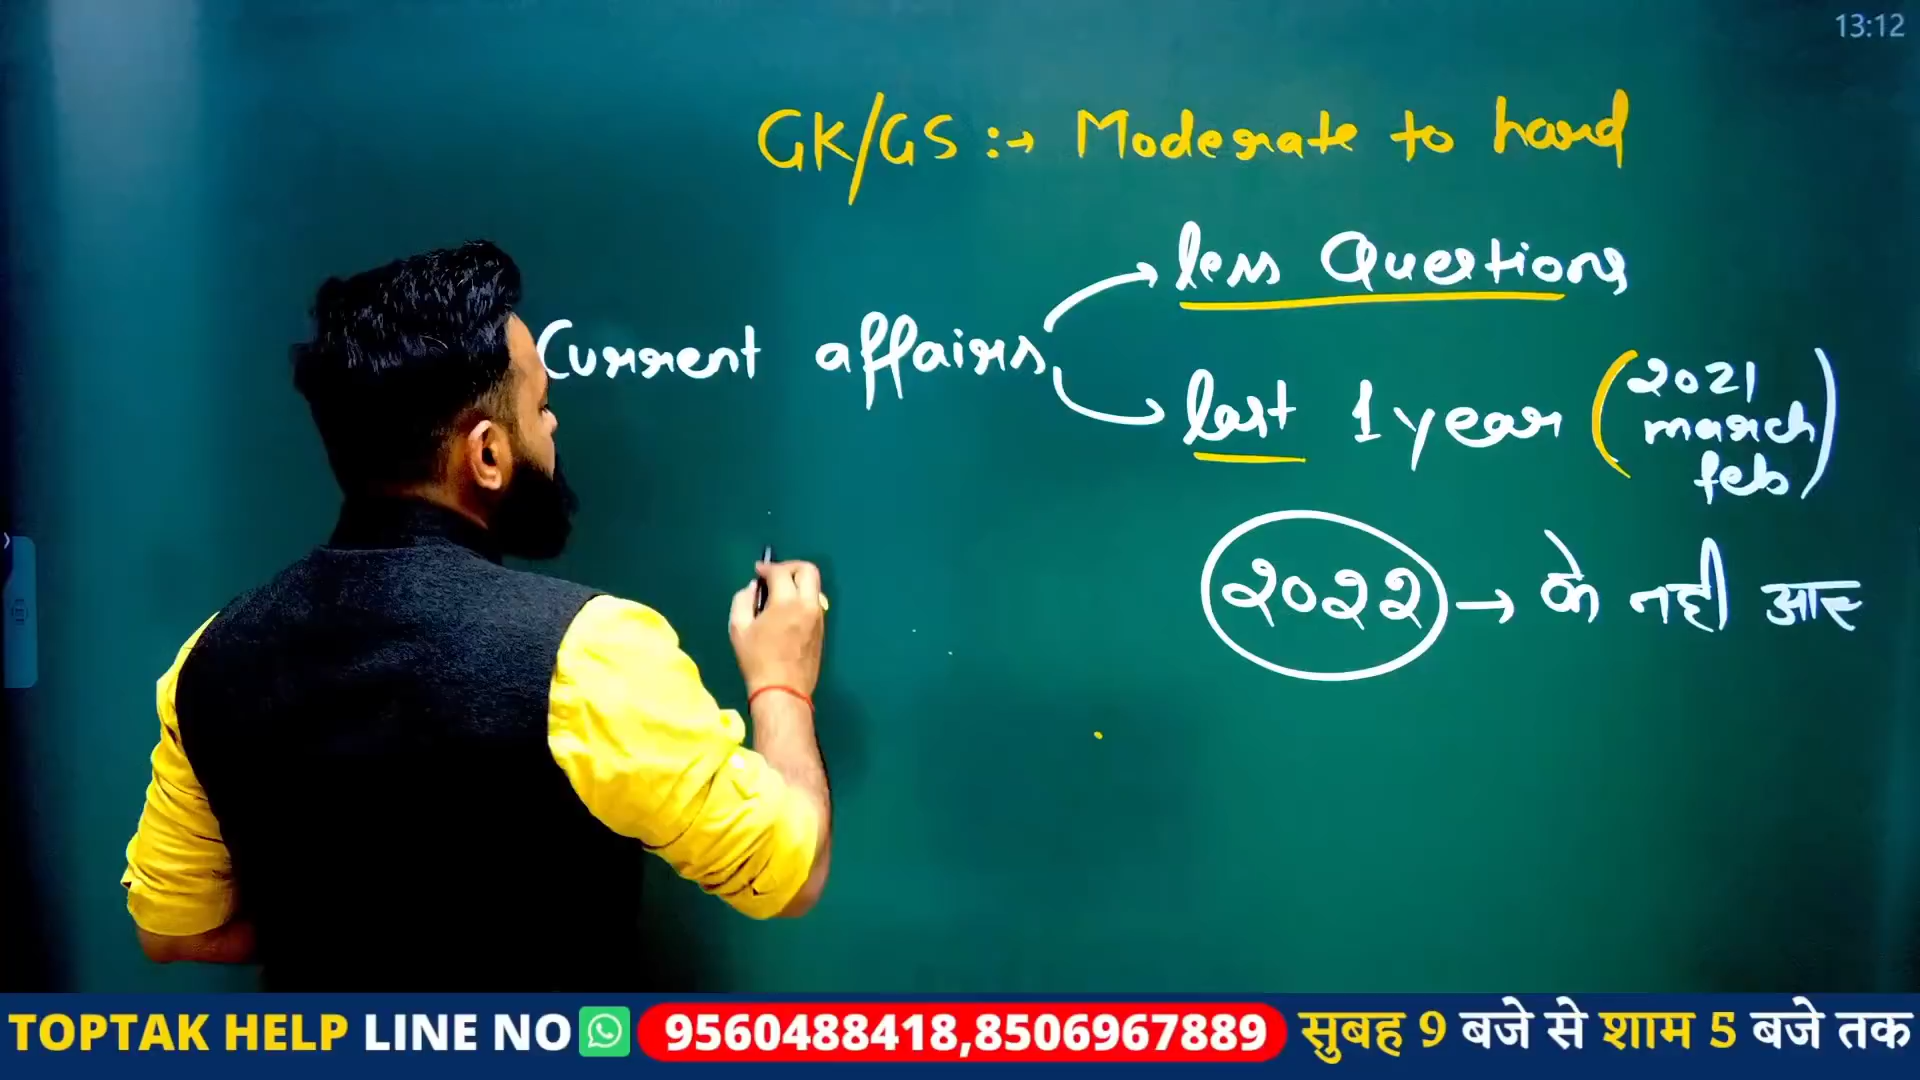 13:12
GK/GS :→ Moderate to hard
less Questions
Current affairs
last 1 year (2021
march
feb)
2022 → के नही आए
TOPTAK HELP LINE NO 9560488418,8506967889 सुबह 9 बजे से शाम 5 बजे तक